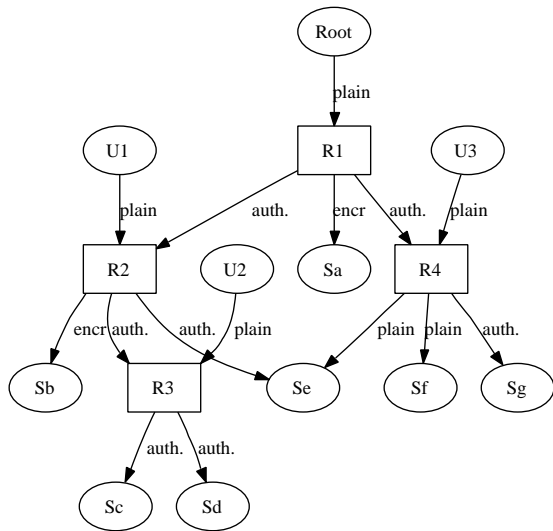 Root
plain
U1
R1
U3
plain
auth.
encr
auth.
plain
R2
U2
Sa
R4
encr
auth.
auth.
plain
plain
plain
auth.
Sb
R3
Se
Sf
Sg
auth.
auth.
Sc
Sd